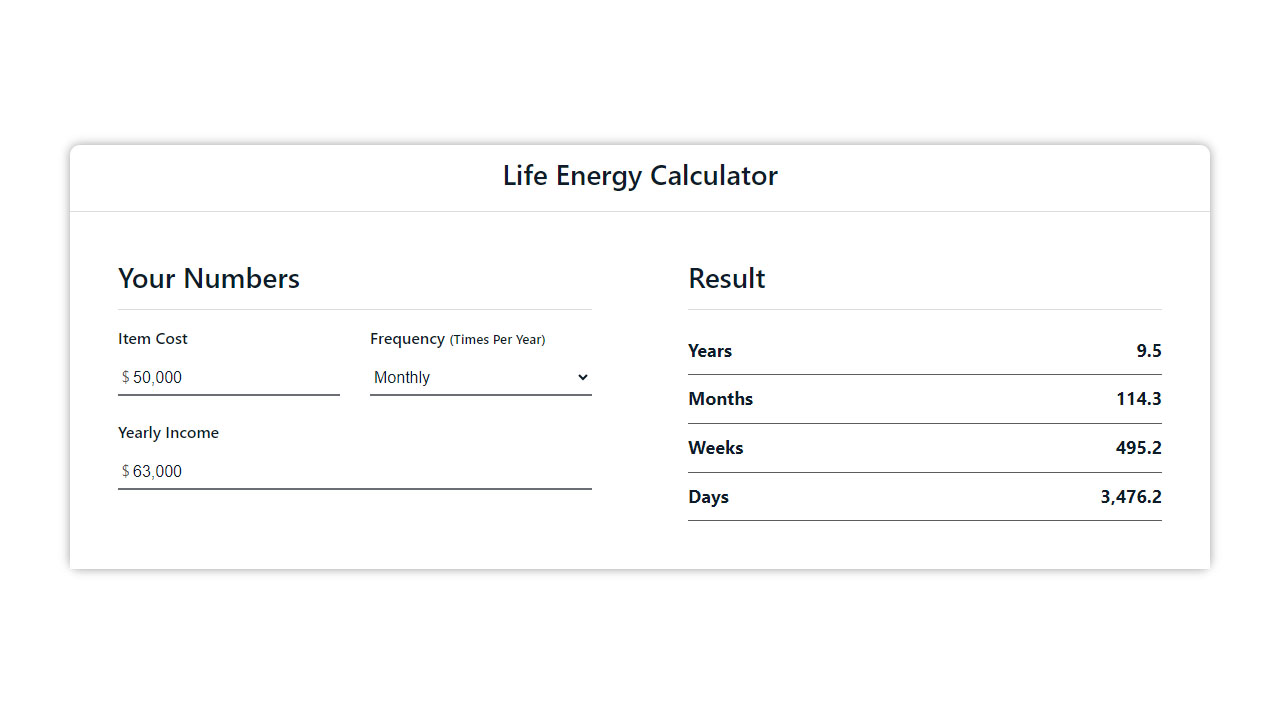 Life Energy Calculator
Your Numbers
Item Cost
Frequency (Times Per Year)
$ 50,000
Monthly
Yearly Income
$ 63,000
Result
Years 9.5
Months 114.3
Weeks 495.2
Days 3,476.2